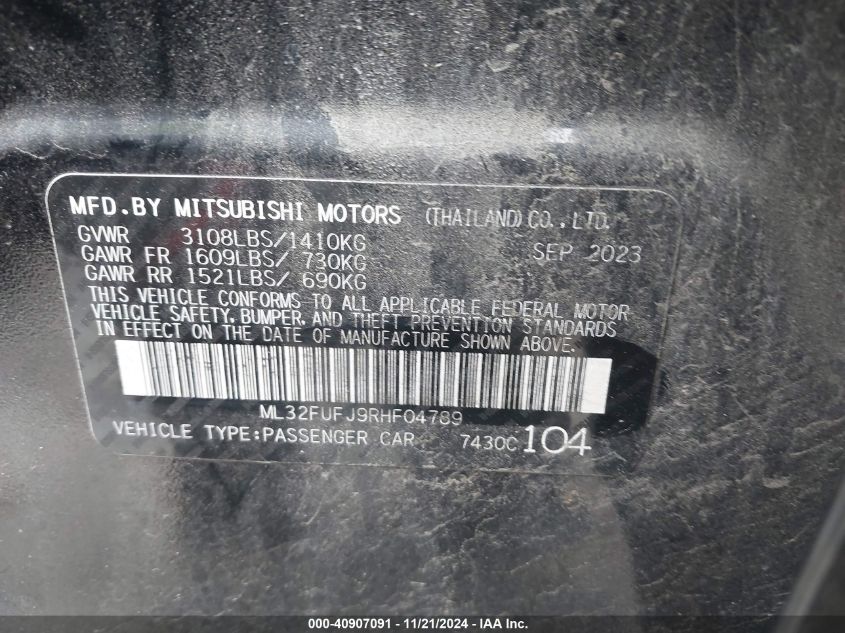 MFD.BY MITSUBISHI MOTORS (THAILAND) CO., LTD.
GVWR 3108LBS/1410KG SEP 2023
GAWR FR 1609LBS/ 730KG
GAWR RR 1521LBS/ 690KG
THIS VEHICLE CONFORMS TO ALL APPLICABLE FEDERAL MOTOR
VEHICLE SAFETY, BUMPER, AND THEFT PREVENTION STANDARDS
IN EFFECT ON THE DATE OF MANUFACTURE SHOWN ABOVE.
ML32FUFJ9RHF04789
VEHICLE TYPE:PASSENGER CAR 7430C 104
000-40907091 - 11/21/2024 - IAA Inc.